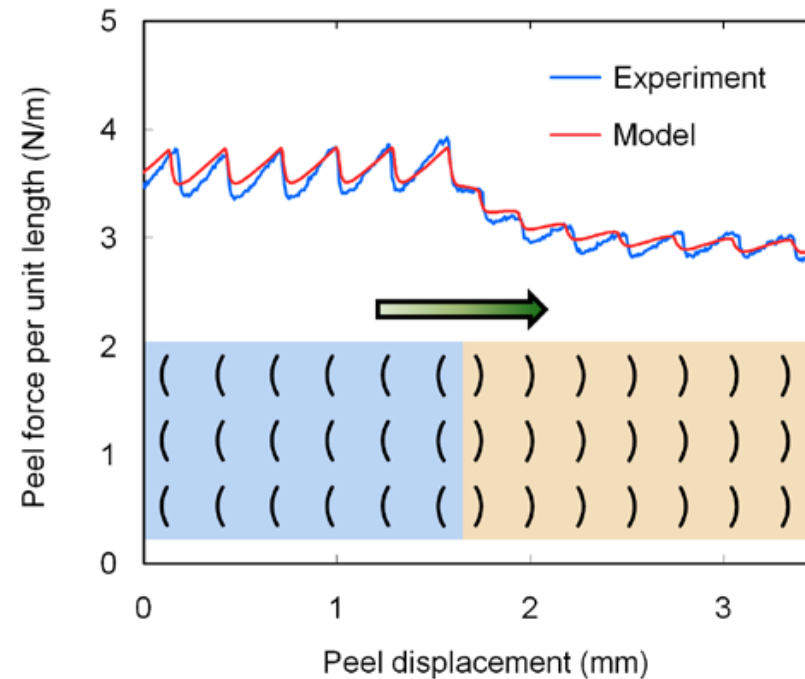 Peel force per unit length (N/m)
5
4
3
2
1
0
Experiment
Model
0 1 2 3
Peel displacement (mm)